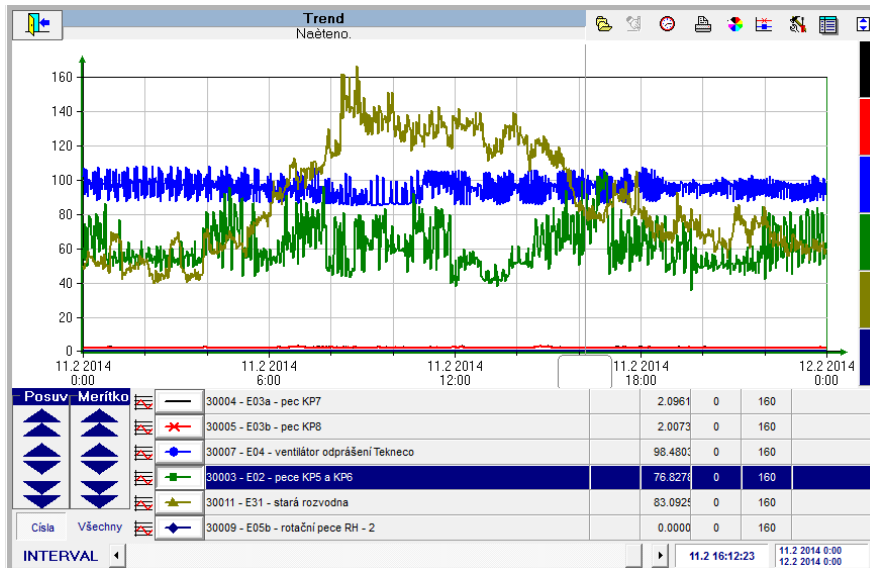 Trend
Naèteno.
160
140
120
100
80
60
40
20
0
11.2 2014 11.2 2014 11.2 2014 11.2 2014 12.2 2014
0:00 6:00 12:00 18:00 0:00
Posuv Merítko
30004 - E03a - pec KP7 2.0961 0 160
30005 - E03b - pec KP8 2.0073 0 160
30007 - E04 - ventilátor odprášení Tekneco 98.4803 0 160
30003 - E02 - pece KP5 a KP6 76.8278 0 160
30011 - E31 - stará rozvodna 83.0925 0 160
30009 - E05b - rotační pece RH - 2 0.0000 0 160
Císla Všechny
INTERVAL 11.2 16:12:23 11.2 2014 0:00
12.2 2014 0:00